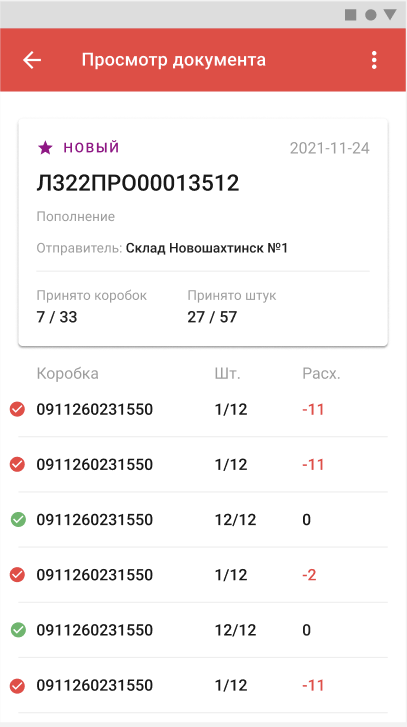 Просмотр документа
НОВЫЙ 2021-11-24
Л322ПРО00013512
Пополнение
Отправитель: Склад Новошахтинск №1
Принято коробок Принято штук
7 / 33 27 / 57
Коробка Шт. Расх.
0911260231550 1/12 -11
0911260231550 1/12 -11
0911260231550 12/12 0
0911260231550 1/12 -2
0911260231550 12/12 0
0911260231550 1/12 -11